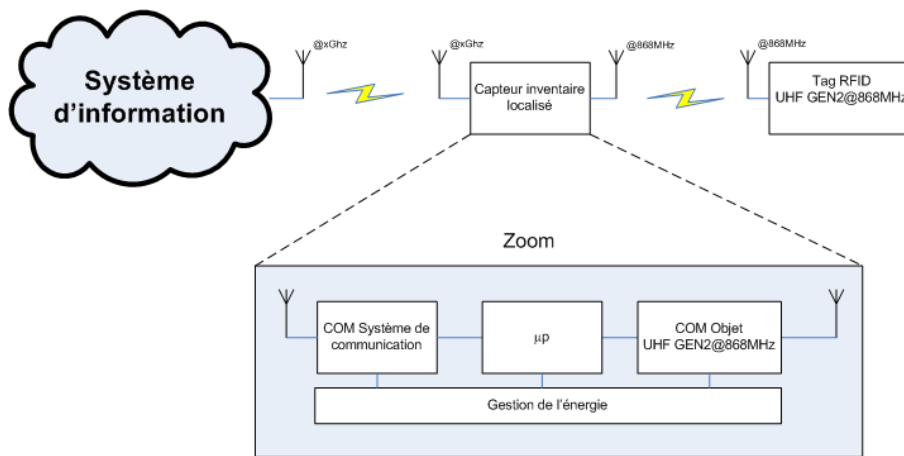 @xGhz
@xGhz
@868MHz
@868MHz
Système
d'information
Capteur inventaire
localisé
Tag RFID
UHF GEN2@868MHz
Zoom
COM Système de
communication
µp
COM Objet
UHF GEN2@868MHz
Gestion de l'énergie